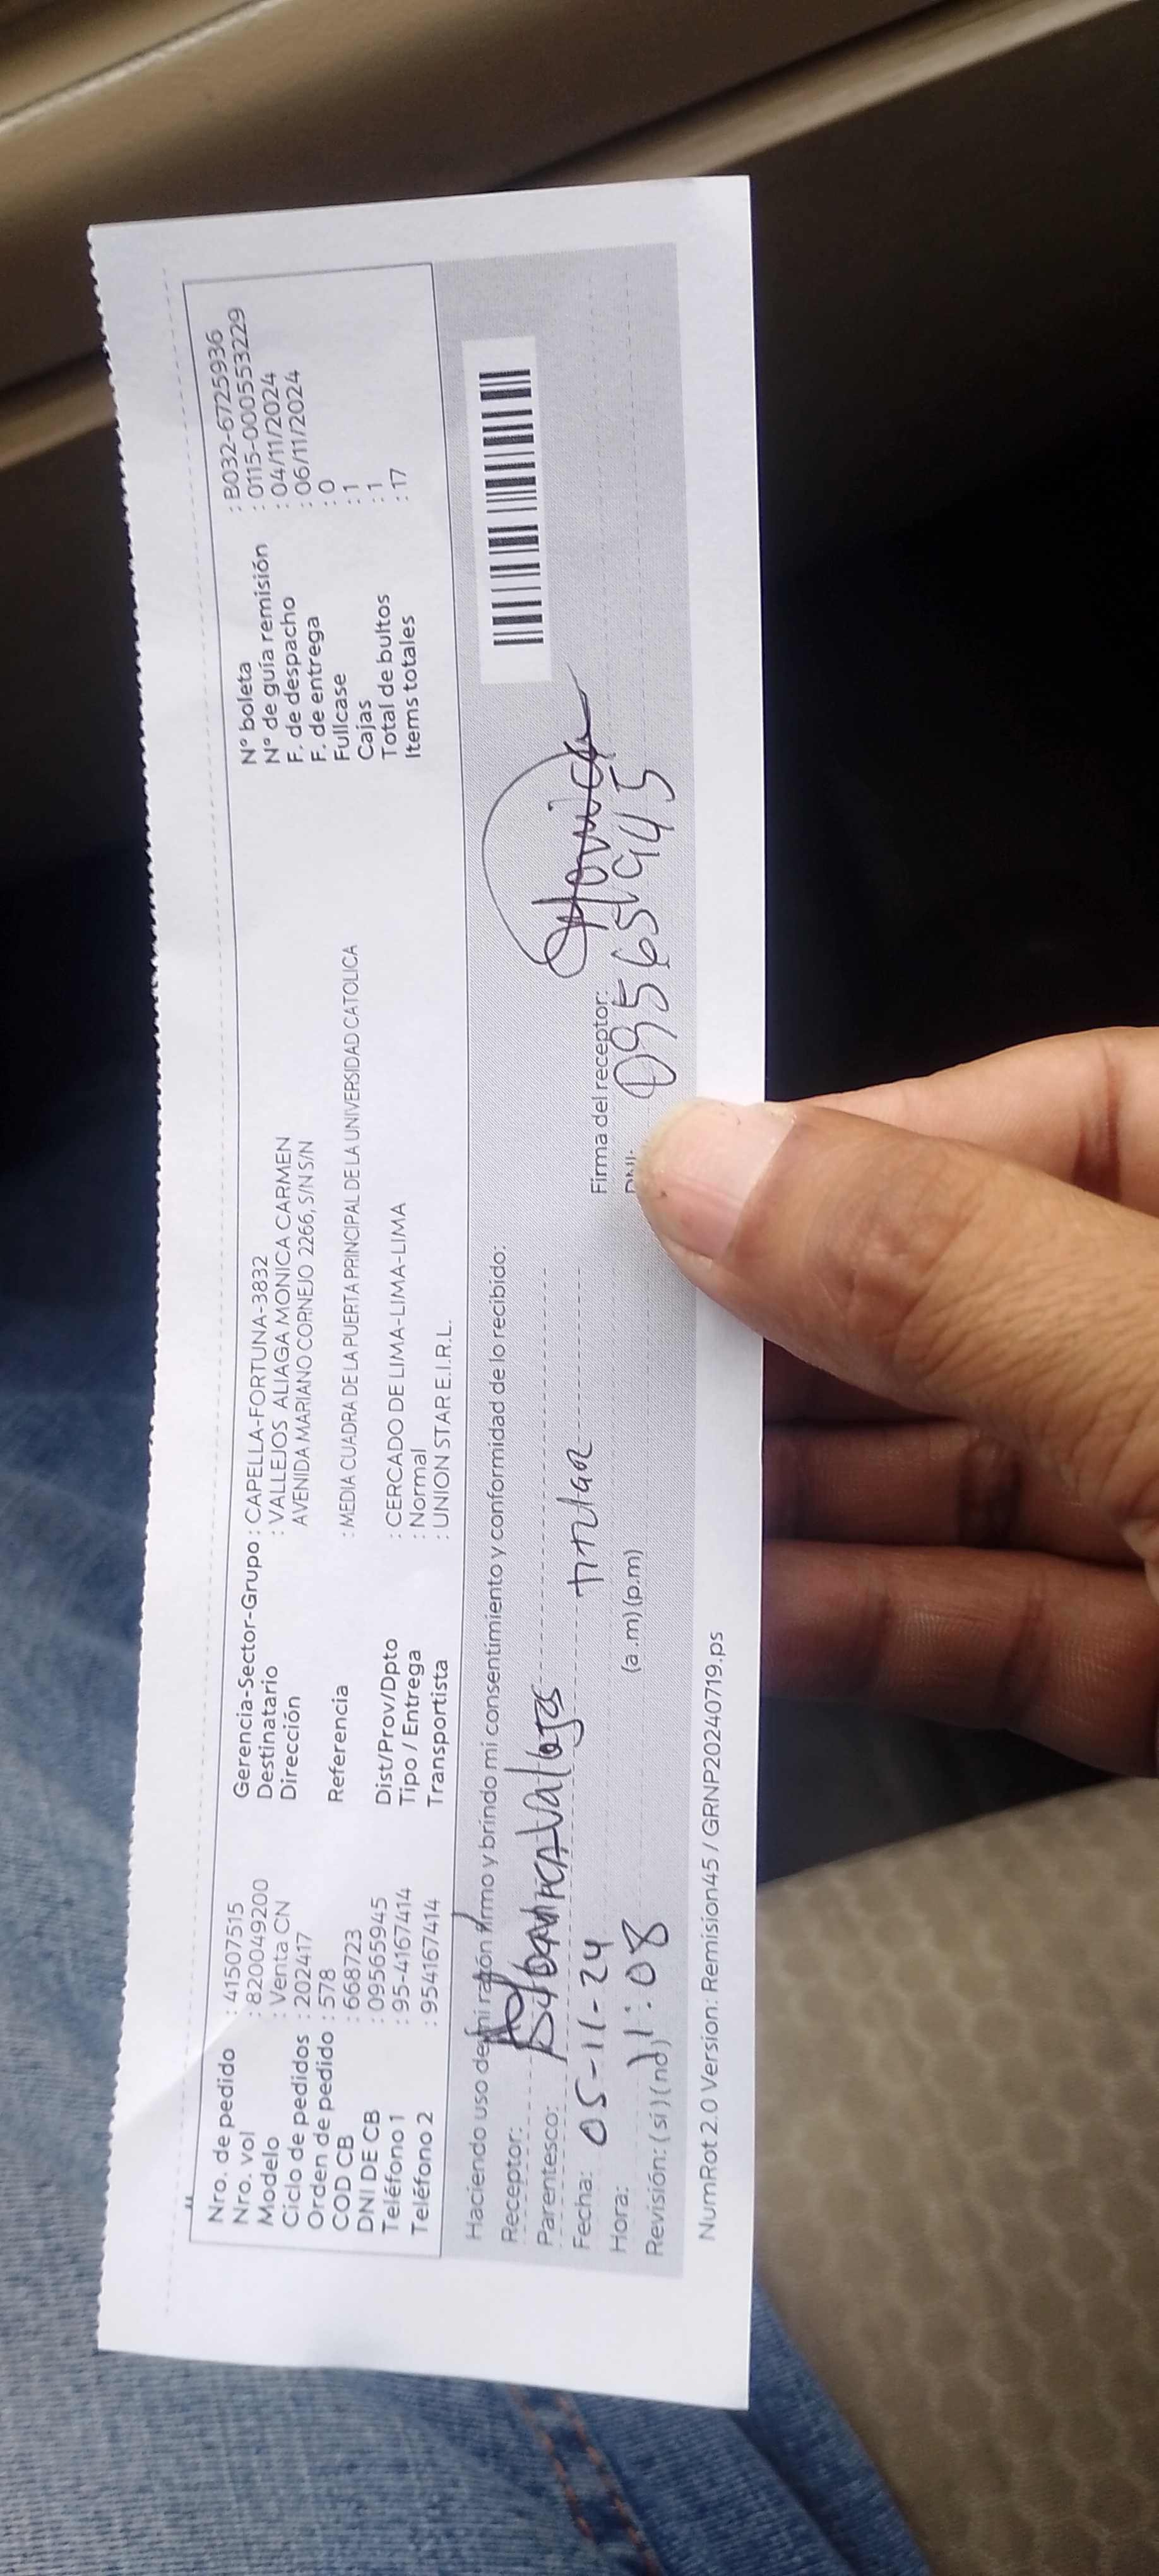 Nro. de pedido : 41507515
Nro. vol : 8200049200
Modelo : Venta CN
Ciclo de pedidos : 202417
Orden de pedido : 578
COD CB : 668723
DNI DE CB : 09565945
Teléfono 1 : 95-4167414
Teléfono 2 : 954167414
Gerencia-Sector-Grupo : CAPELLA-FORTUNA-3832
Destinatario : VALLEJOS ALIAGA MONICA CARMEN
Dirección AVENIDA MARIANO CORNEJO 2266, S/N S/N
Referencia : MEDIA CUADRA DE LA PUERTA PRINCIPAL DE LA UNIVERSIDAD CATOLICA
Dist/Prov/Dpto : CERCADO DE LIMA-LIMA-LIMA
Tipo / Entrega : Normal
Transportista : UNION STAR E.I.R.L.
N° boleta : B032-6725936
N° de guía remisión : 0115-000553229
F. de despacho : 04/11/2024
F. de entrega : 06/11/2024
Fullcase : 0
Cajas : 1
Total de bultos : 1
Items totales : 17
Haciendo uso de mi razón firmo y brindo mi consentimiento y conformidad de lo recibido:
Receptor:
Parentesco: titular
Fecha: 05-11-24
Hora: 1:08 (a.m) (p.m)
Revisión: ( si ) ( no )
Firma del receptor: Monica
DNI:
NumRot 2.0 Version: Remision45 / GRNP20240719.ps